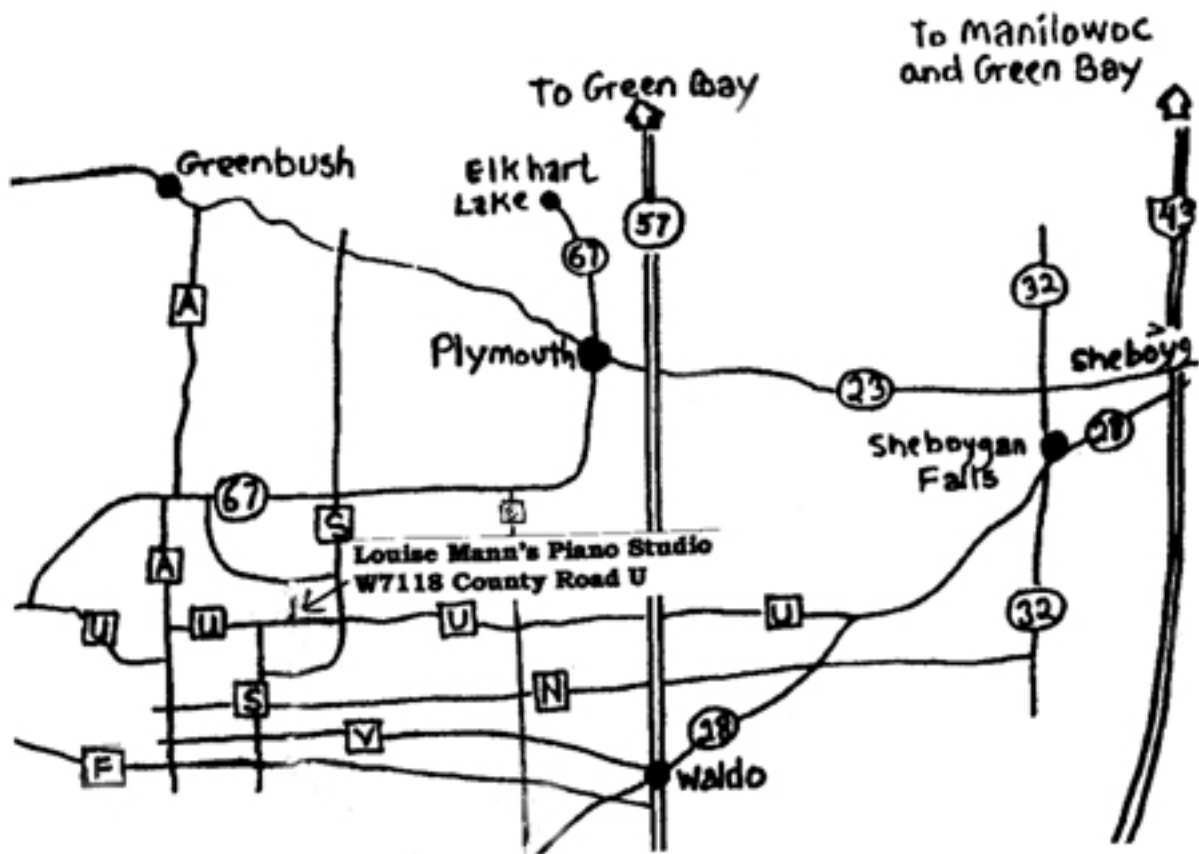 To Manilowoc
and Green Bay
To Green Bay
Greenbush
Elkhart
Lake
57
43
67
A
32
Plymouth
Sheboyg
23
Sheboygan
Falls
28
67
S
Louise Mann's Piano Studio
W7118 County Road U
A
U
U
U
U
32
S
N
V
28
F
Waldo